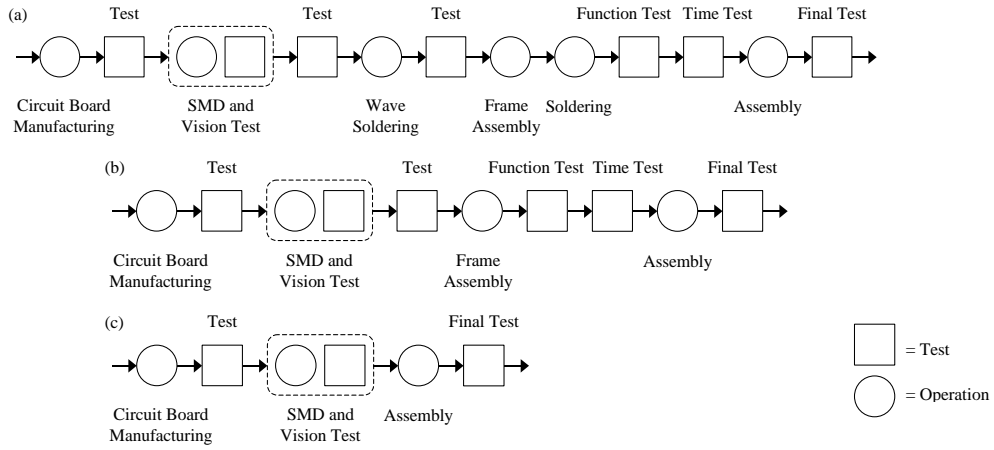 (a)
Test
Test
Test
Function Test
Time Test
Final Test
Circuit Board
Manufacturing
SMD and
Vision Test
Wave
Soldering
Frame
Assembly
Soldering
Assembly
(b)
Test
Test
Function Test
Time Test
Final Test
Circuit Board
Manufacturing
SMD and
Vision Test
Frame
Assembly
Assembly
(c)
Test
Final Test
Circuit Board
Manufacturing
SMD and
Vision Test
Assembly
= Test
= Operation